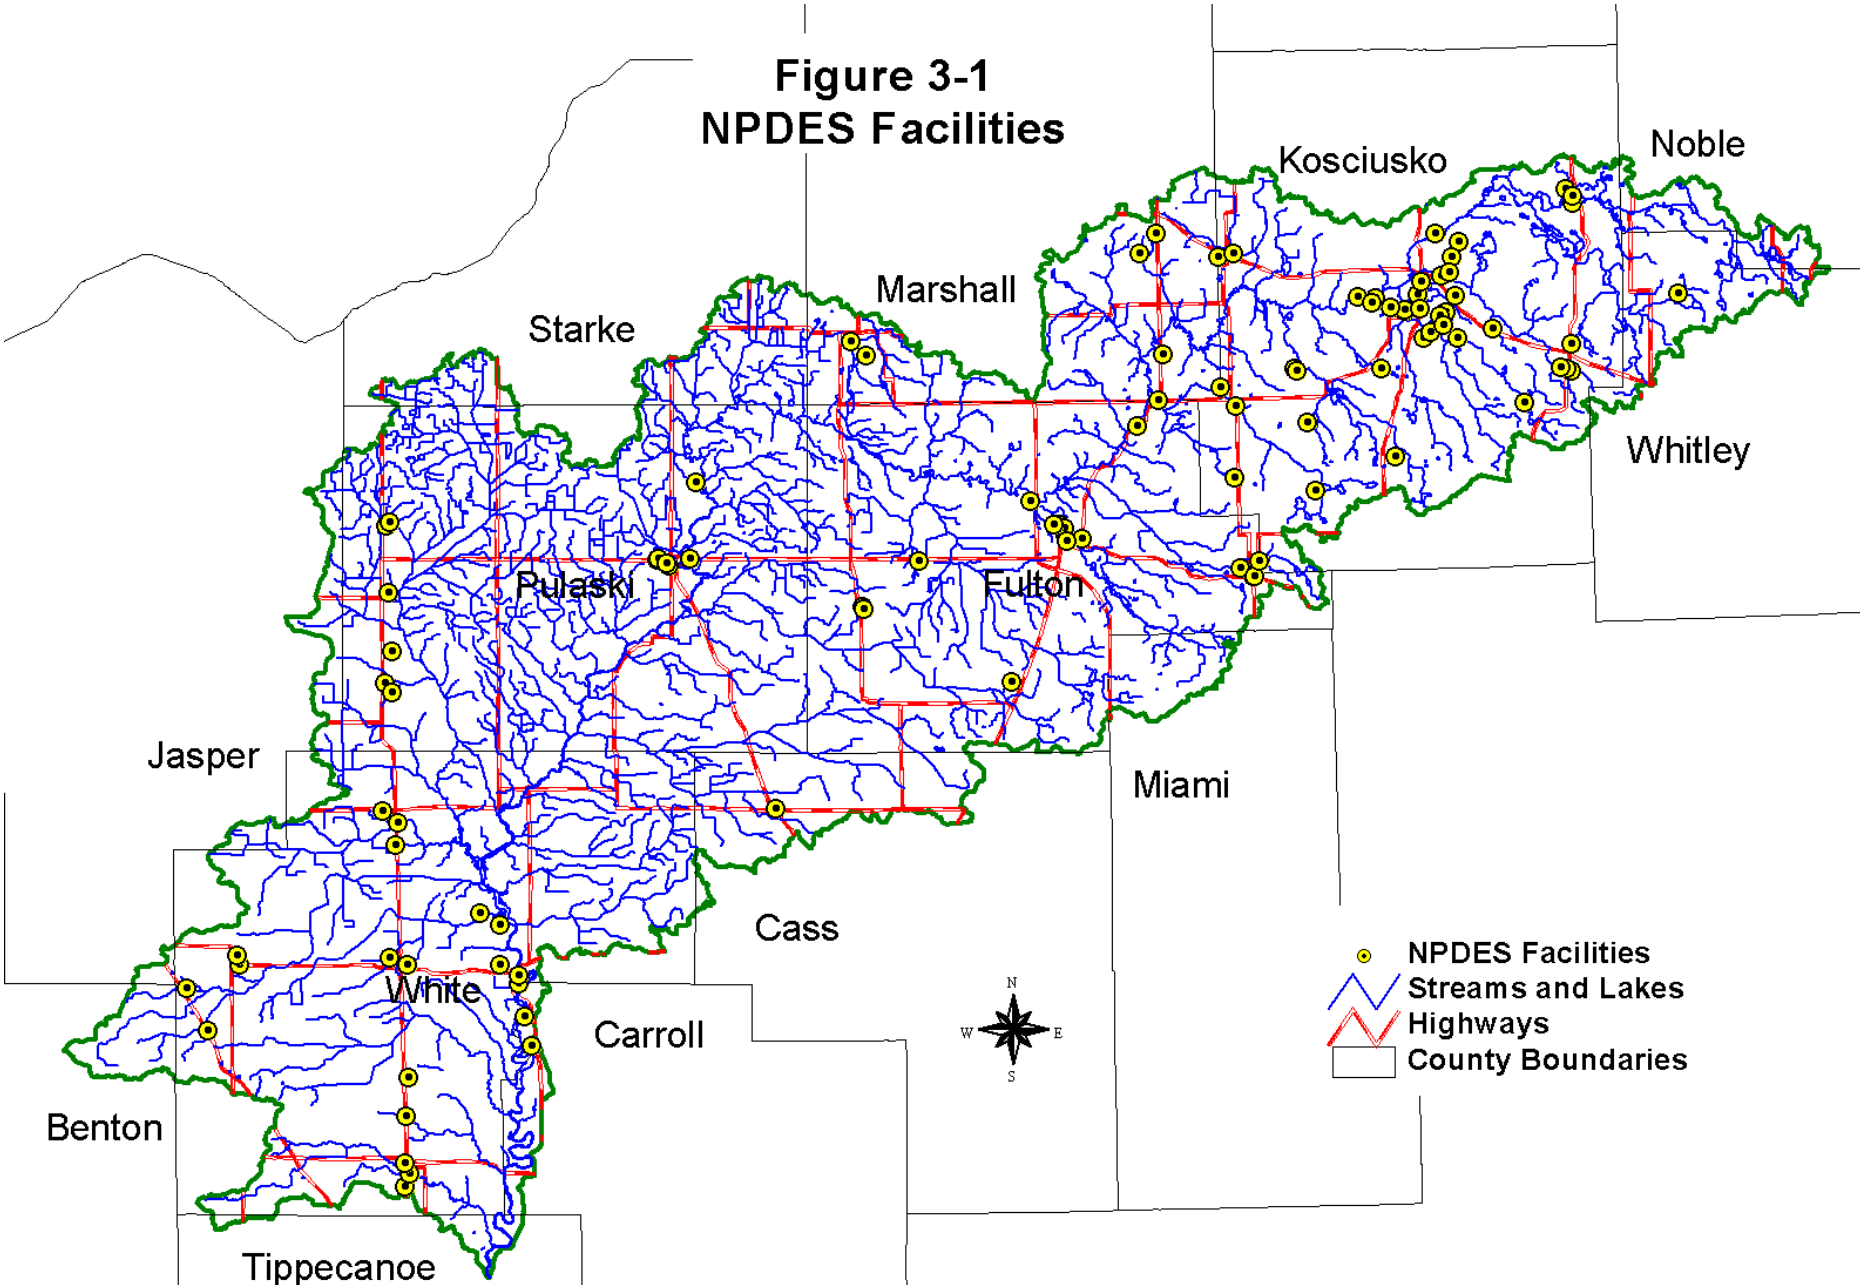 Figure 3-1
NPDES Facilities
Noble
Kosciusko
Marshall
Starke
Whitley
Pulaski
Fulton
Jasper
Miami
Cass
White
Carroll
Benton
Tippecanoe
N
W
E
S
NPDES Facilities
Streams and Lakes
Highways
County Boundaries